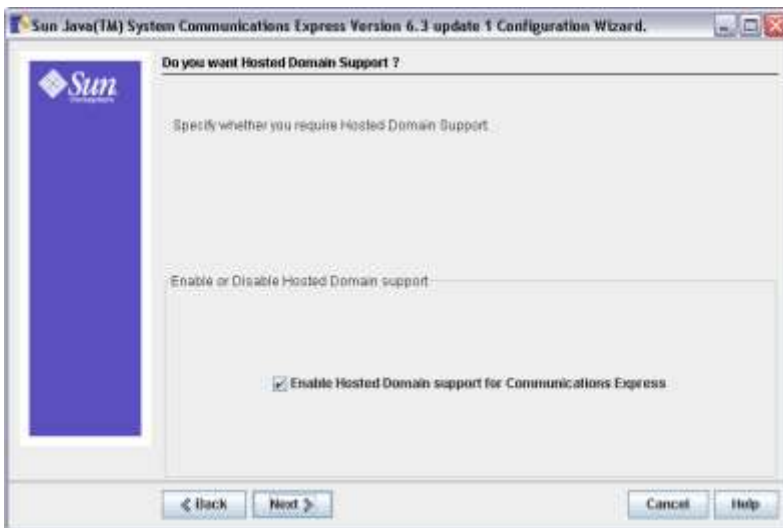 Sun Java(TM) System Communications Express Version 6.3 update 1 Configuration Wizard.
Sun
Do you want Hosted Domain Support ?
Specify whether you require Hosted Domain Support
Enable or Disable Hosted Domain support
Enable Hosted Domain support for Communications Express
Back
Next
Cancel
Help